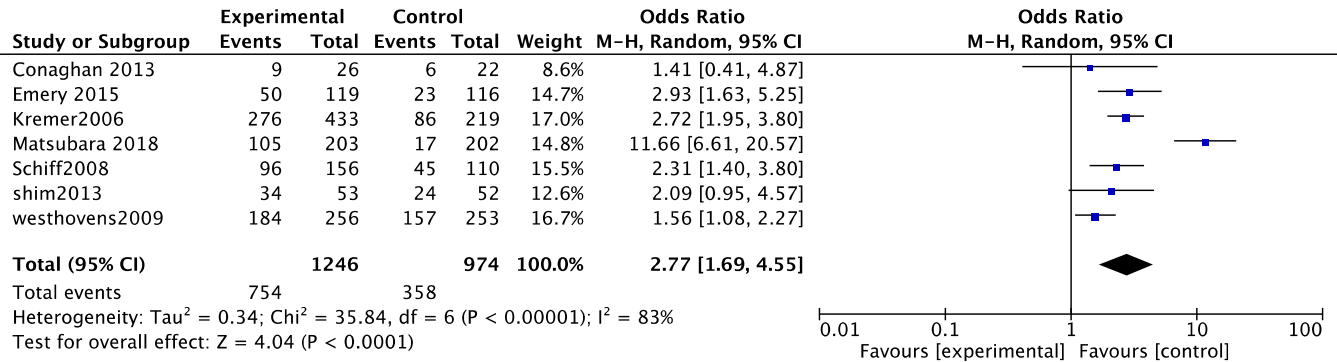 Experimental Control Odds Ratio Odds Ratio
Study or Subgroup Events Total Events Total Weight M-H, Random, 95% CI M-H, Random, 95% CI
Conaghan 2013 9 26 6 22 8.6% 1.41 [0.41, 4.87]
Emery 2015 50 119 23 116 14.7% 2.93 [1.63, 5.25]
Kremer2006 276 433 86 219 17.0% 2.72 [1.95, 3.80]
Matsubara 2018 105 203 17 202 14.8% 11.66 [6.61, 20.57]
Schiff2008 96 156 45 110 15.5% 2.31 [1.40, 3.80]
shim2013 34 53 24 52 12.6% 2.09 [0.95, 4.57]
westhovens2009 184 256 157 253 16.7% 1.56 [1.08, 2.27]
Total (95% CI) 1246 974 100.0% 2.77 [1.69, 4.55]
Total events 754 358
Heterogeneity: Tau² = 0.34; Chi² = 35.84, df = 6 (P < 0.00001); I² = 83%
Test for overall effect: Z = 4.04 (P < 0.0001)
0.01 0.1 1 10 100
Favours [experimental] Favours [control]